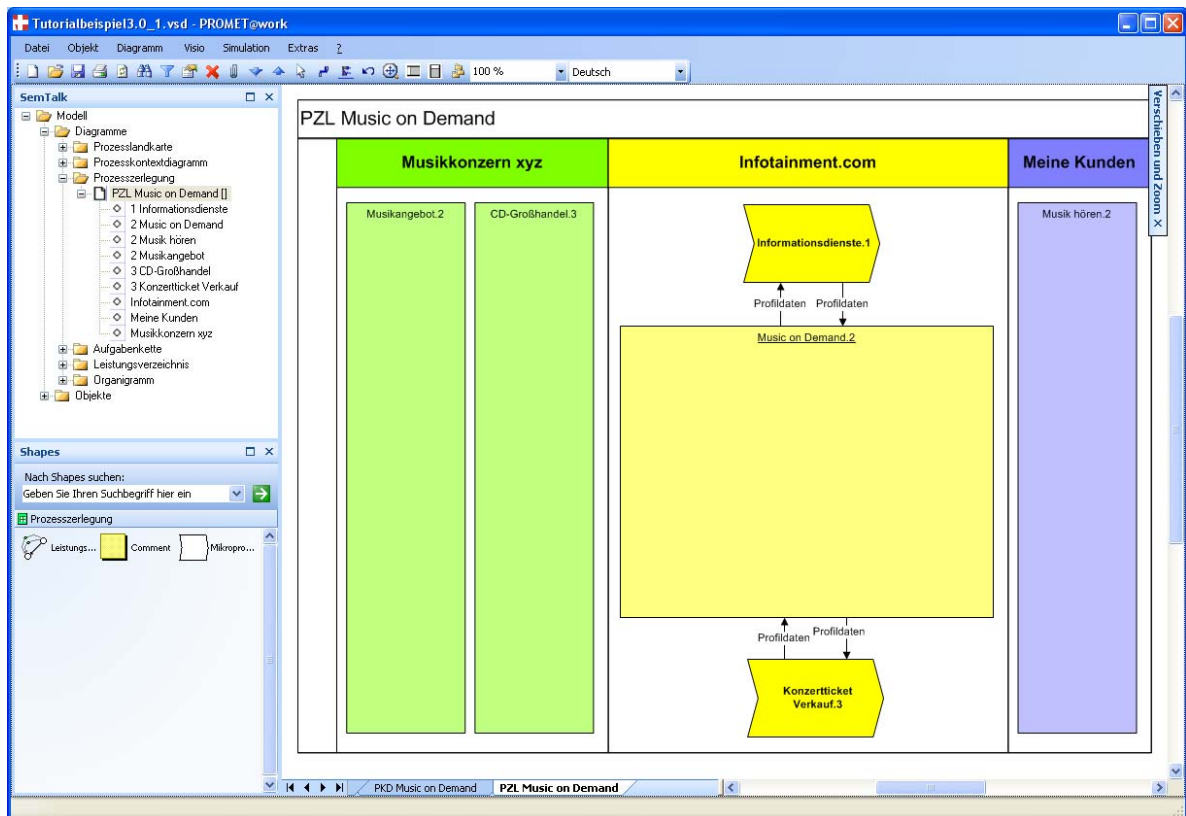 Tutorialbeispiel3.0_1.vsd - PROMET@work
Datei Objekt Diagramm Visio Simulation Extras ?
100 % Deutsch
SemTalk
Modell
Diagramme
Prozesslandkarte
Prozesskontextdiagramm
Prozesszerlegung
PZL Music on Demand []
1 Informationsdienste
2 Music on Demand
2 Musik hören
2 Musikangebot
3 CD-Großhandel
3 Konzertticket Verkauf
Infotainment.com
Meine Kunden
Musikkonzern xyz
Aufgabenkette
Leistungsverzeichnis
Organigramm
Objekte
Shapes
Nach Shapes suchen:
Geben Sie Ihren Suchbegriff hier ein
Prozesszerlegung
Leistungs... Comment Mikropro...
PZL Music on Demand
Musikkonzern xyz Infotainment.com Meine Kunden
Musikangebot.2 CD-Großhandel.3 Musik hören.2
Informationsdienste.1
Profildaten Profildaten
Music on Demand.2
Profildaten Profildaten
Konzertticket
Verkauf.3
Verschieben und Zoom
PKD Music on Demand PZL Music on Demand